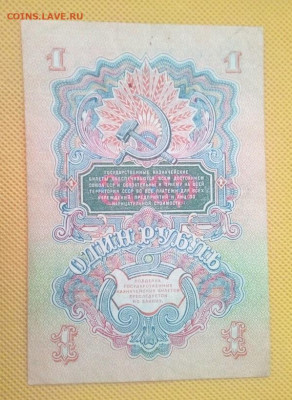 COINS.LAVE.RU
1 1
ГОСУДАРСТВЕННЫЕ КАЗНАЧЕЙСКИЕ
БИЛЕТЫ ОБЕСПЕЧИВАЮТСЯ ВСЕМ ДОСТОЯНИЕМ
СОЮЗА ССР И ОБЯЗАТЕЛЬНЫ К ПРИЕМУ НА ВСЕЙ
ТЕРРИТОРИИ СССР ВО ВСЕ ПЛАТЕЖИ ДЛЯ ВСЕХ
УЧРЕЖДЕНИЙ, ПРЕДПРИЯТИЙ И ЛИЦ ПО
НАРИЦАТЕЛЬНОЙ СТОИМОСТИ
ОДИН РУБЛЬ
ПОДДЕЛКА
ГОСУДАРСТВЕННЫХ
КАЗНАЧЕЙСКИХ БИЛЕТОВ
ПРЕСЛЕДУЕТСЯ
ПО ЗАКОНУ
1 1